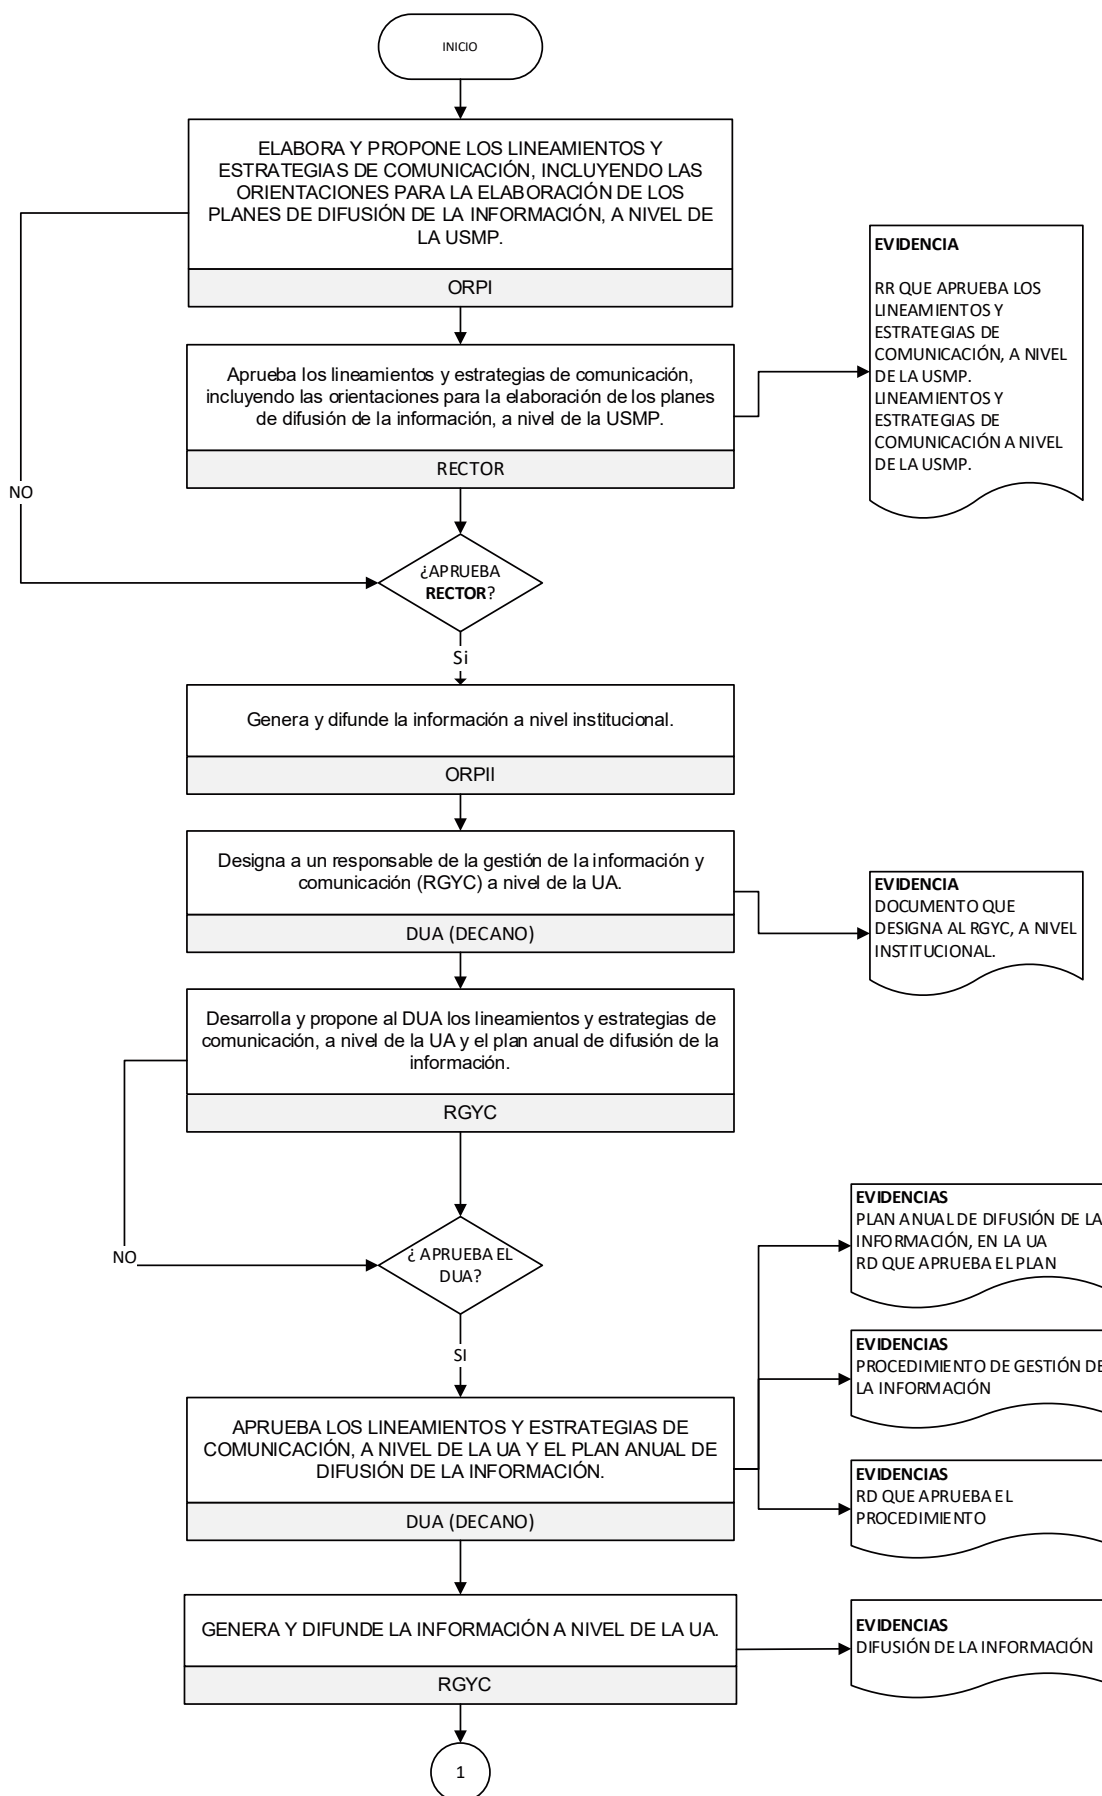 INICIO
ELABORA Y PROPONE LOS LINEAMIENTOS Y
ESTRATEGIAS DE COMUNICACIÓN, INCLUYENDO LAS
ORIENTACIONES PARA LA ELABORACIÓN DE LOS
PLANES DE DIFUSIÓN DE LA INFORMACIÓN, A NIVEL DE
LA USMP.
ORPI
EVIDENCIA
RR QUE APRUEBA LOS
LINEAMIENTOS Y
ESTRATEGIAS DE
COMUNICACIÓN, A NIVEL
DE LA USMP.
LINEAMIENTOS Y
ESTRATEGIAS DE
COMUNICACIÓN A NIVEL
DE LA USMP.
Aprueba los lineamientos y estrategias de comunicación,
incluyendo las orientaciones para la elaboración de los planes
de difusión de la información, a nivel de la USMP.
RECTOR
NO
¿APRUEBA
RECTOR?
Si
Genera y difunde la información a nivel institucional.
ORPII
Designa a un responsable de la gestión de la información y
comunicación (RGYC) a nivel de la UA.
DUA (DECANO)
EVIDENCIA
DOCUMENTO QUE
DESIGNA AL RGYC, A NIVEL
INSTITUCIONAL.
Desarrolla y propone al DUA los lineamientos y estrategias de
comunicación, a nivel de la UA y el plan anual de difusión de la
información.
RGYC
NO
¿ APRUEBA EL
DUA?
SI
EVIDENCIAS
PLAN ANUAL DE DIFUSIÓN DE LA
INFORMACIÓN, EN LA UA
RD QUE APRUEBA EL PLAN
EVIDENCIAS
PROCEDIMIENTO DE GESTIÓN DE
LA INFORMACIÓN
APRUEBA LOS LINEAMIENTOS Y ESTRATEGIAS DE
COMUNICACIÓN, A NIVEL DE LA UA Y EL PLAN ANUAL DE
DIFUSIÓN DE LA INFORMACIÓN.
DUA (DECANO)
EVIDENCIAS
RD QUE APRUEBA EL
PROCEDIMIENTO
GENERA Y DIFUNDE LA INFORMACIÓN A NIVEL DE LA UA.
RGYC
EVIDENCIAS
DIFUSIÓN DE LA INFORMACIÓN
1